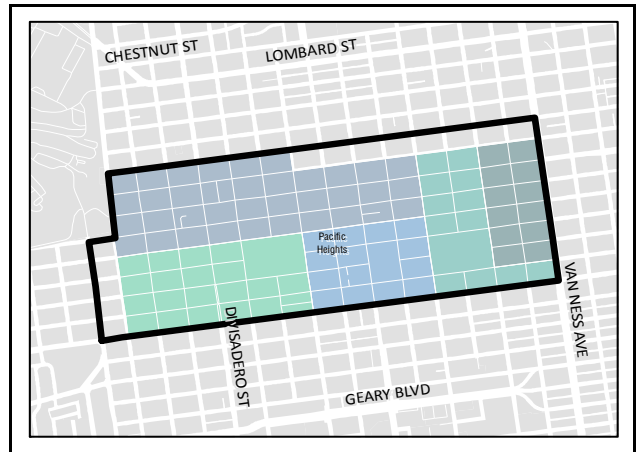 CHESTNUT ST
LOMBARD ST
Pacific
Heights
DIVISADERO ST
VAN NESS AVE
GEARY BLVD